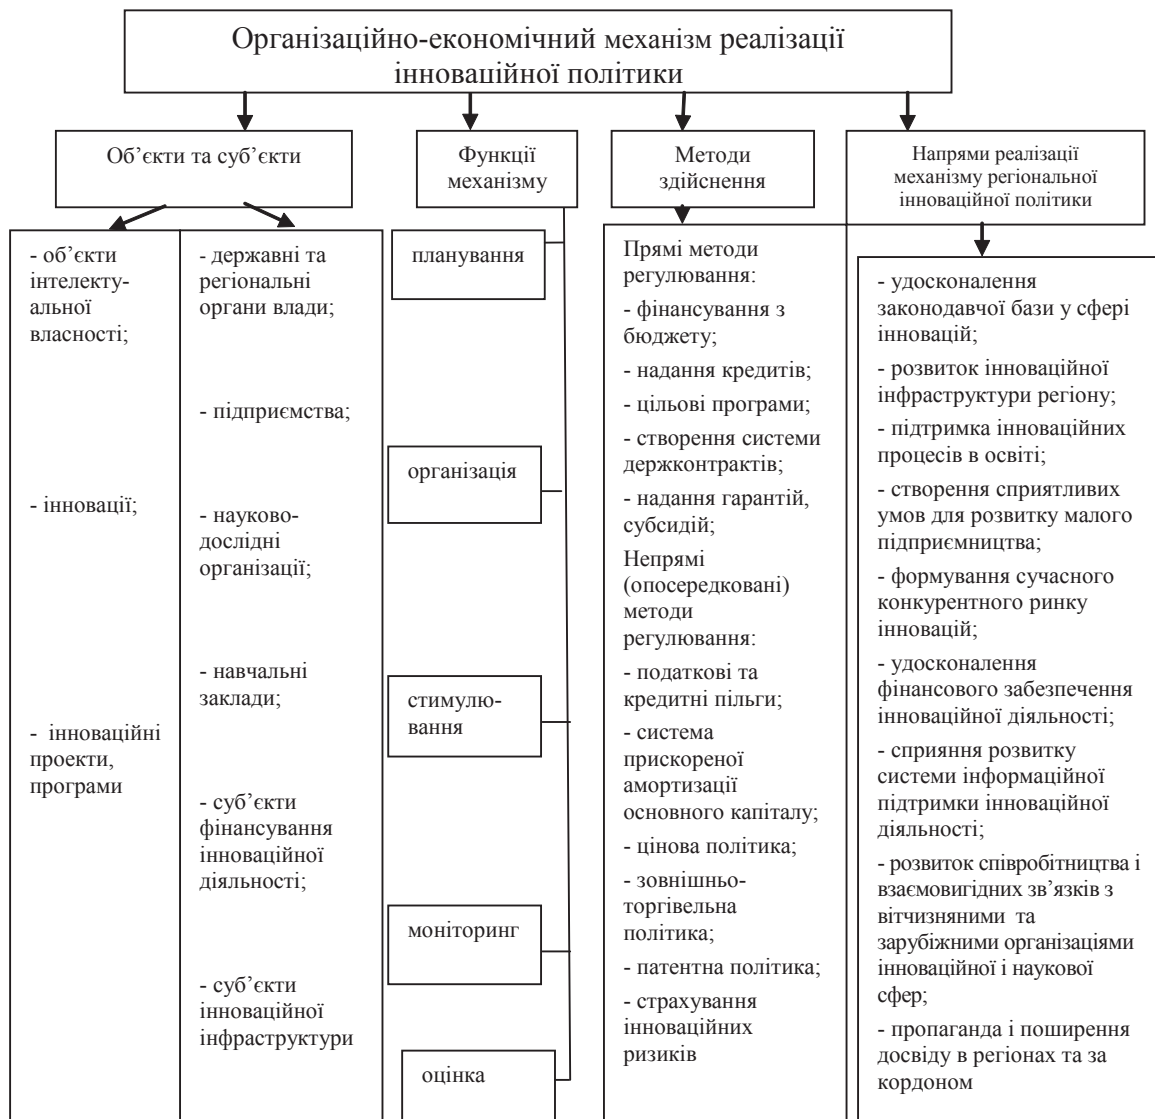 Організаційно-економічний механізм реалізації
інноваційної політики
Об’єкти та суб’єкти
Функції
механізму
Методи
здійснення
Напрями реалізації
механізму регіональної
інноваційної політики
- об’єкти
інтелекту-
альної
власності;
- інновації;
- інноваційні
проекти,
програми
- державні та
регіональні
органи влади;
- підприємства;
- науково-
дослідні
організації;
- навчальні
заклади;
- суб’єкти
фінансування
інноваційної
діяльності;
- суб’єкти
інноваційної
інфраструктури
планування
організація
стимулю-
вання
моніторинг
оцінка
Прямі методи
регулювання:
- фінансування з
бюджету;
- надання кредитів;
- цільові програми;
- створення системи
держконтрактів;
- надання гарантій,
субсидій;
Непрямі
(опосередковані)
методи
регулювання:
- податкові та
кредитні пільги;
- система
прискореної
амортизації
основного капіталу;
- цінова політика;
- зовнішньо-
торгівельна
політика;
- патентна політика;
- страхування
інноваційних
ризиків
- удосконалення
законодавчої бази у сфері
інновацій;
- розвиток інноваційної
інфраструктури регіону;
- підтримка інноваційних
процесів в освіті;
- створення сприятливих
умов для розвитку малого
підприємництва;
- формування сучасного
конкурентного ринку
інновацій;
- удосконалення
фінансового забезпечення
інноваційної діяльності;
- сприяння розвитку
системи інформаційної
підтримки інноваційної
діяльності;
- розвиток співробітництва і
взаємовигідних зв’язків з
вітчизняними та
зарубіжними організаціями
інноваційної і наукової
сфер;
- пропаганда і поширення
досвіду в регіонах та за
кордоном